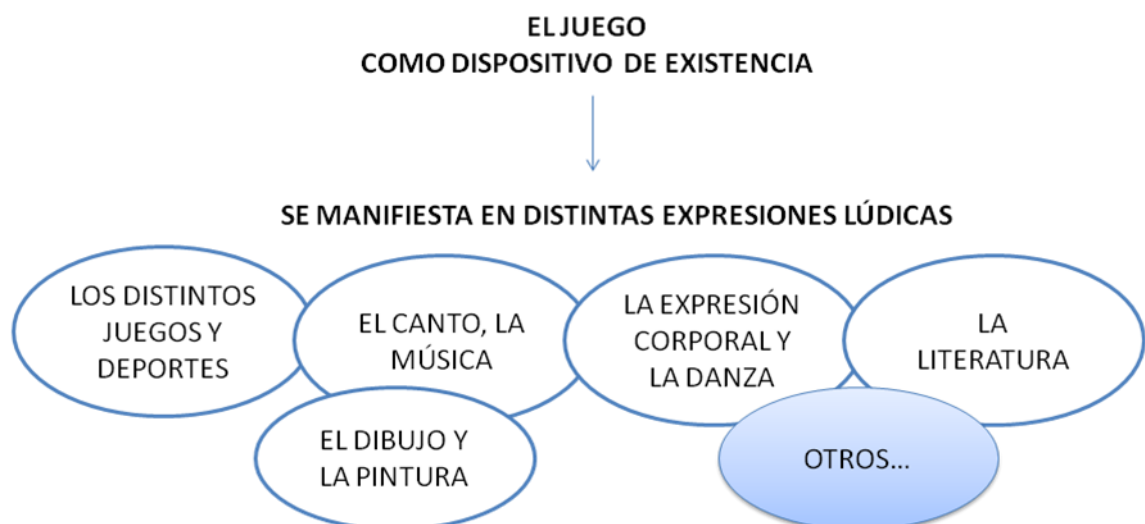 EL JUEGO
COMO DISPOSITIVO DE EXISTENCIA
SE MANIFIESTA EN DISTINTAS EXPRESIONES LÚDICAS
LOS DISTINTOS
JUEGOS Y
DEPORTES
EL CANTO, LA
MÚSICA
LA EXPRESIÓN
CORPORAL Y
LA DANZA
LA
LITERATURA
EL DIBUJO Y
LA PINTURA
OTROS...